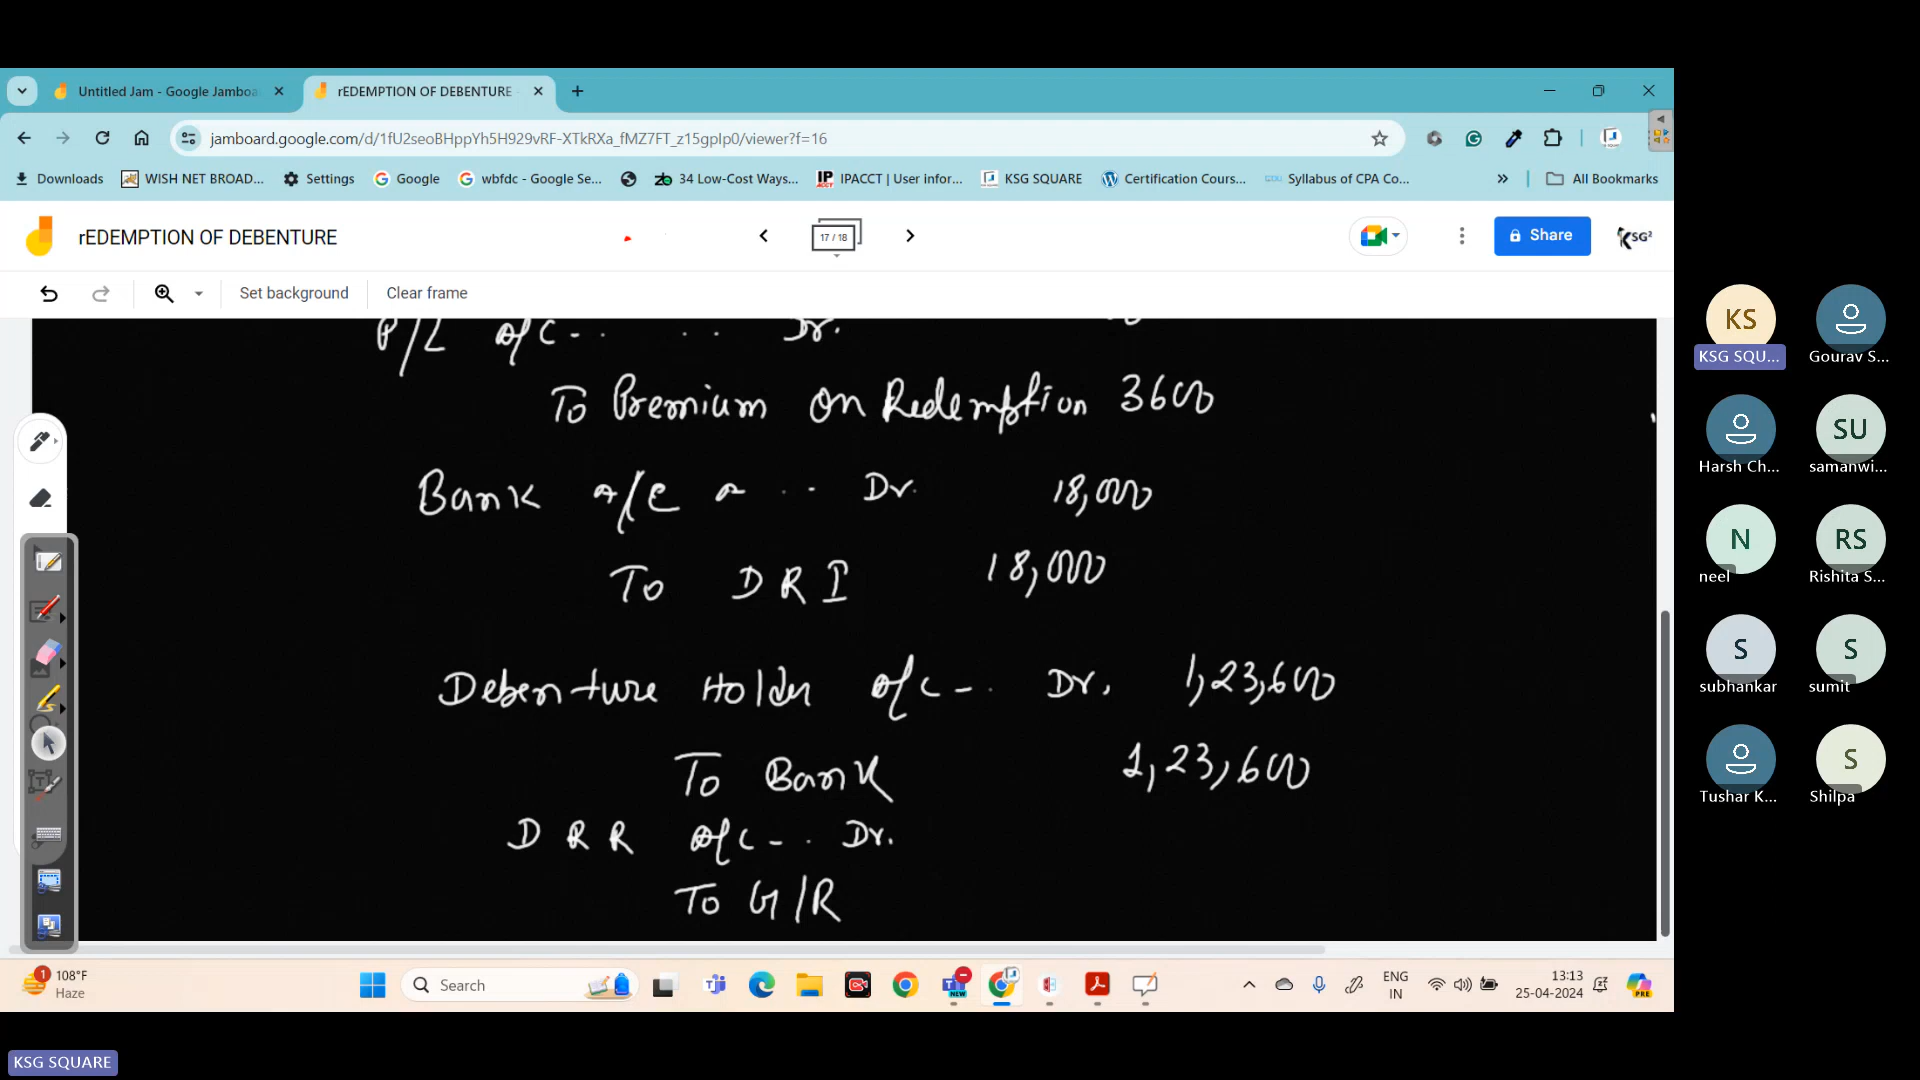 Untitled Jam - Google Jamboa
rEDEMPTION OF DEBENTURE -
jamboard.google.com/d/1fU2seoBHppYh5H929vRF-XTkRXa_fMZ7FT_z15gpIp0/viewer?f=16
Downloads
WISH NET BROAD...
Settings
Google
wbfdc - Google Se...
34 Low-Cost Ways...
IPACCT | User infor...
KSG SQUARE
Certification Cours...
Syllabus of CPA Co...
»
All Bookmarks
rEDEMPTION OF DEBENTURE
17 / 18
Share
KSG²
Set background
Clear frame
P/L a/c - . . . . Dr.
To Premium on Redemption 3600
Bank a/c . . . Dr. 18,000
To DRI 18,000
Debenture Holder a/c - . . Dr. 1,23,600
To Bank 1,23,600
DRR a/c - . . Dr.
To G/R
KS
KSG SQU...
Gourav S...
Harsh Ch...
SU
samanwi...
N
neel
RS
Rishita S...
S
subhankar
S
sumit
Tushar K...
S
Shilpa
1
108°F
Haze
Search
NEW
ENG
IN
13:13
25-04-2024
PRE
KSG SQUARE